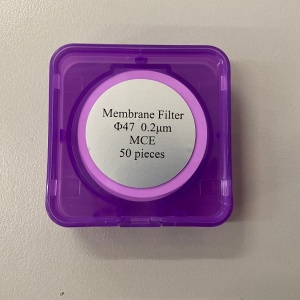 Membrane Filter
Φ47 0.2μm
MCE
50 pieces